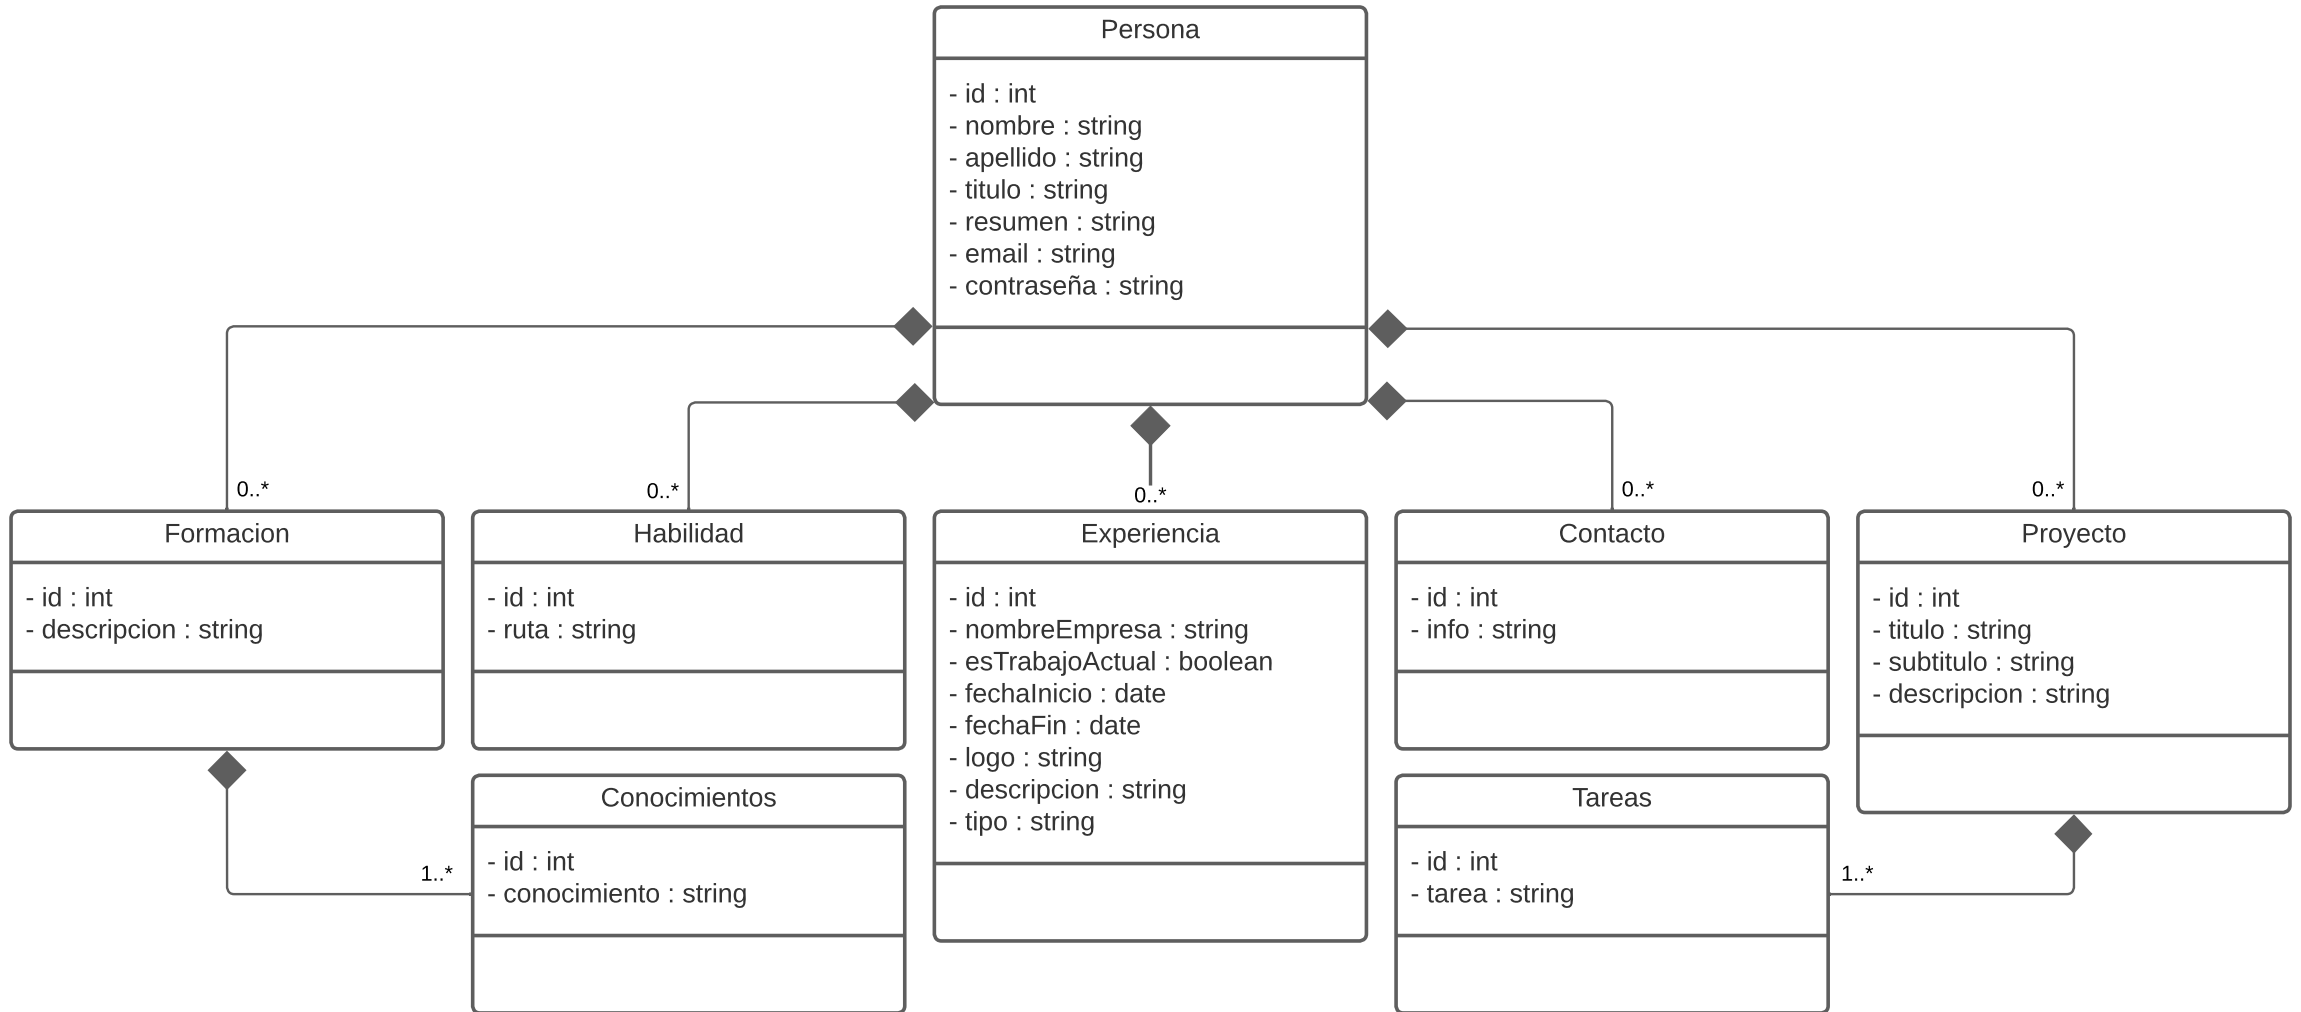 Persona
- id : int
- nombre : string
- apellido : string
- titulo : string
- resumen : string
- email : string
- contraseña : string
0..*
0..*
0..*
0..*
0..*
Formacion
- id : int
- descripcion : string
Habilidad
- id : int
- ruta : string
Experiencia
- id : int
- nombreEmpresa : string
- esTrabajoActual : boolean
- fechaInicio : date
- fechaFin : date
- logo : string
- descripcion : string
- tipo : string
Contacto
- id : int
- info : string
Proyecto
- id : int
- titulo : string
- subtitulo : string
- descripcion : string
1..*
Conocimientos
- id : int
- conocimiento : string
Tareas
- id : int
- tarea : string
1..*